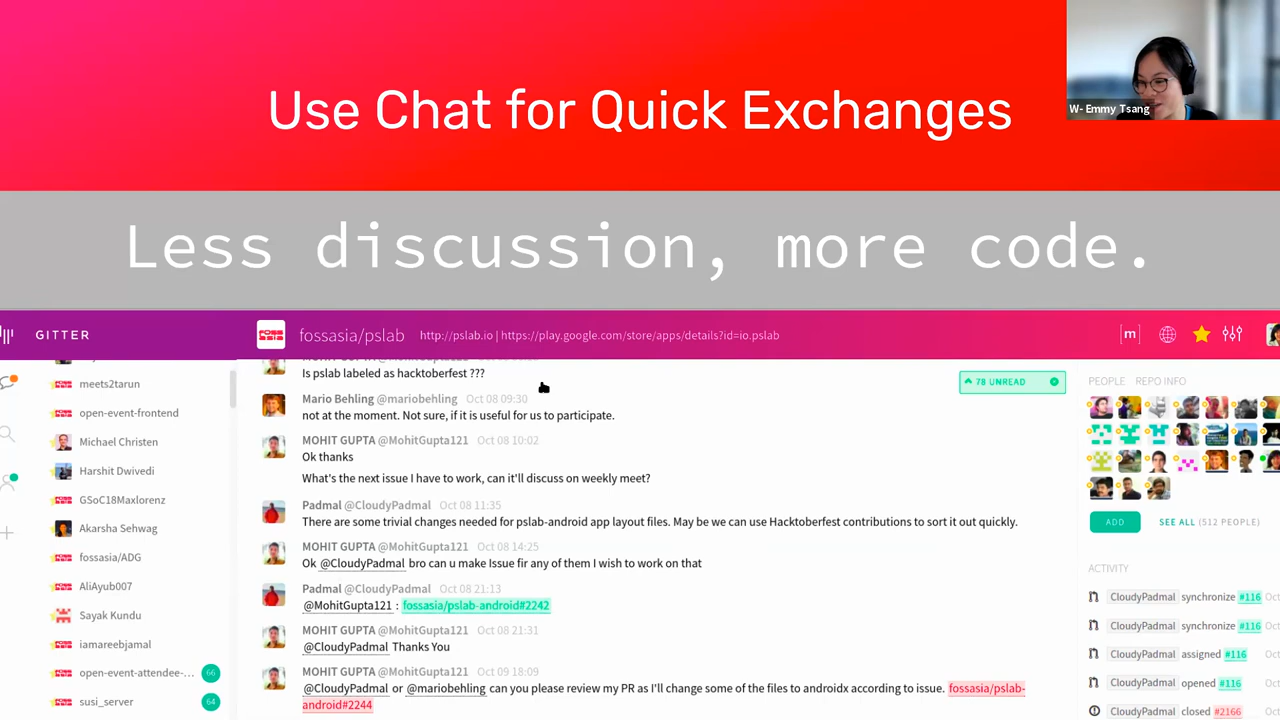 Use Chat for Quick Exchanges
W- Emmy Tsang
Less discussion, more code.
GITTER
fossasia/pslab
http://pslab.io | https://play.google.com/store/apps/details?id=io.pslab
[m]
meets2tarun
open-event-frontend
Michael Christen
Harshit Dwivedi
GSoC18Maxlorenz
Akarsha Sehwag
fossasia/ADG
AliAyub007
Sayak Kundu
iamareebjamal
open-event-attendee-... 66
susi_server 64
Is pslab labeled as hacktoberfest ???
Mario Behling @mariobehling Oct 08 09:30
not at the moment. Not sure, if it is useful for us to participate.
MOHIT GUPTA @MohitGupta121 Oct 08 10:02
Ok thanks
What's the next issue I have to work, can it'll discuss on weekly meet?
Padmal @CloudyPadmal Oct 08 11:35
There are some trivial changes needed for pslab-android app layout files. May be we can use Hacktoberfest contributions to sort it out quickly.
MOHIT GUPTA @MohitGupta121 Oct 08 14:25
Ok @CloudyPadmal bro can u make Issue fir any of them I wish to work on that
Padmal @CloudyPadmal Oct 08 21:13
@MohitGupta121 : fossasia/pslab-android#2242
MOHIT GUPTA @MohitGupta121 Oct 08 21:31
@CloudyPadmal Thanks You
MOHIT GUPTA @MohitGupta121 Oct 09 18:09
@CloudyPadmal or @mariobehling can you please review my PR as I'll change some of the files to androidx according to issue. fossasia/pslab-
android#2244
78 UNREAD
PEOPLE REPO INFO
ADD SEE ALL (512 PEOPLE)
ACTIVITY
CloudyPadmal synchronize #116 Oct
CloudyPadmal synchronize #116 Oct
CloudyPadmal assigned #116 Oct
CloudyPadmal opened #116 Oct
CloudyPadmal closed #2166 Oct